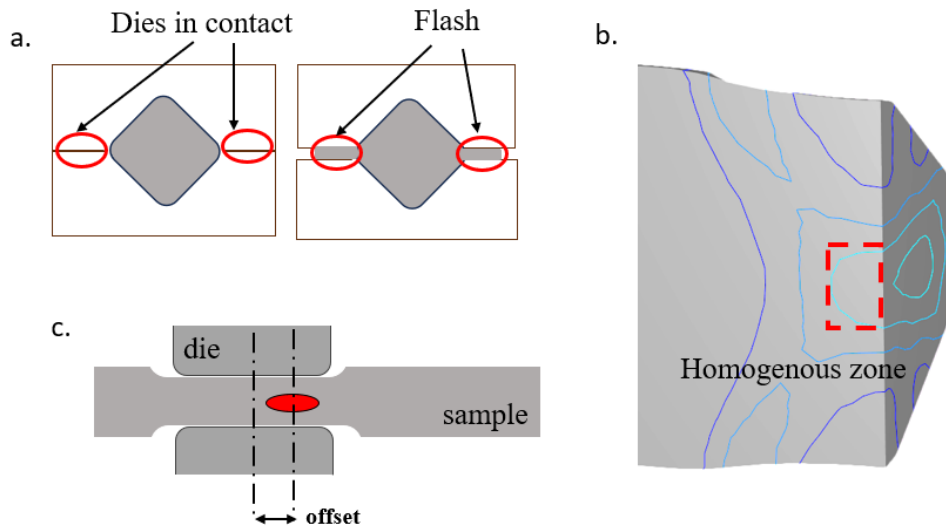 a.
Dies in contact
Flash
b.
Homogenous zone
c.
die
sample
offset